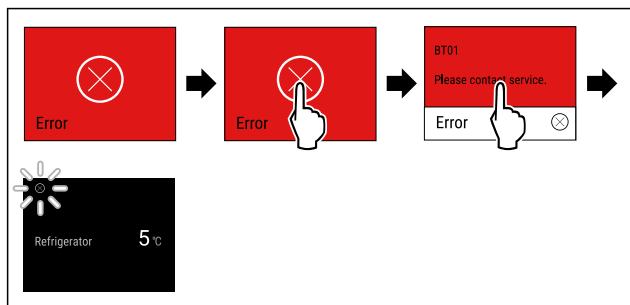 Error
Error
BT01
Please contact service.
Error
Refrigerator 5 °C